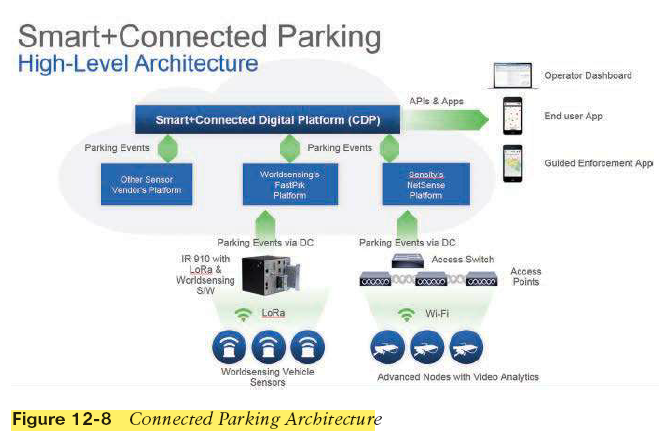 Smart+Connected Parking
High-Level Architecture
APIs & Apps
Operator Dashboard
Smart+Connected Digital Platform (CDP)
End user App
Parking Events
Parking Events
Guided Enforcement App
Other Sensor
Vender's Platform
Worldsensing's
FastPrk
Platform
Sensity's
NetSense
Platform
Parking Events via DC
Parking Events via DC
IR 910 with
LoRa &
Worldsensing
S/W
Access Switch
Access
Points
LoRa
Wi-Fi
Worldsensing Vehicle
Sensors
Advanced Nodes with Video Analytics
Figure 12-8 Connected Parking Architecture